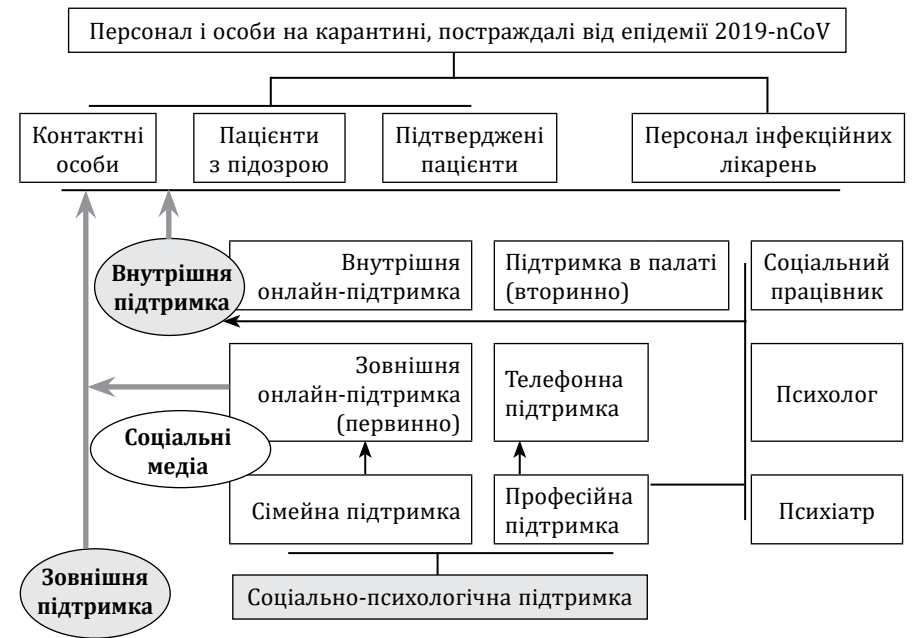 Персонал і особи на карантині, постраждалі від епідемії 2019-nCoV
Контактні
особи
Пацієнти
з підозрою
Підтверджені
пацієнти
Персонал інфекційних
лікарень
Внутрішня
підтримка
Внутрішня
онлайн-підтримка
Підтримка в палаті
(вторинно)
Соціальний
працівник
Зовнішня
онлайн-підтримка
(первинно)
Телефонна
підтримка
Психолог
Соціальні
медіа
Сімейна підтримка
Професійна
підтримка
Психіатр
Зовнішня
підтримка
Соціально-психологічна підтримка